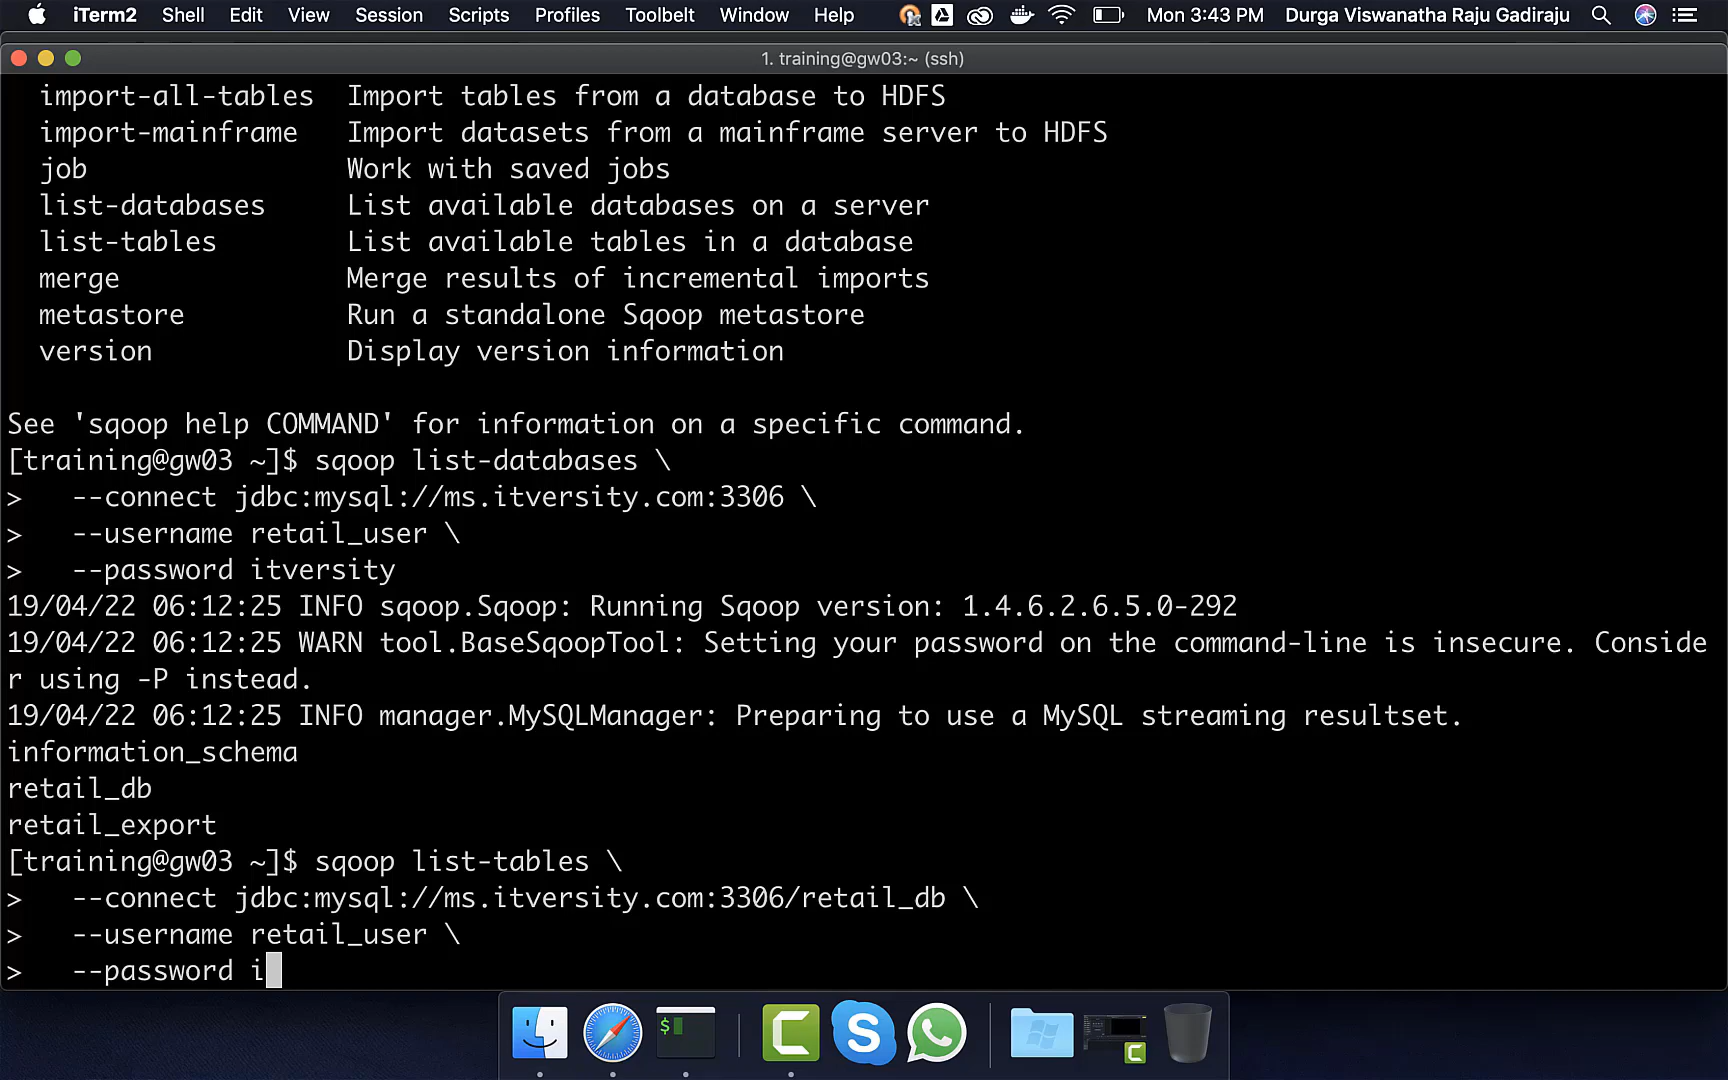 iTerm2 Shell Edit View Session Scripts Profiles Toolbelt Window Help Mon 3:43 PM Durga Viswanatha Raju Gadiraju
1. training@gw03:~ (ssh)
import-all-tables Import tables from a database to HDFS
import-mainframe Import datasets from a mainframe server to HDFS
job Work with saved jobs
list-databases List available databases on a server
list-tables List available tables in a database
merge Merge results of incremental imports
metastore Run a standalone Sqoop metastore
version Display version information
See 'sqoop help COMMAND' for information on a specific command.
[training@gw03 ~]$ sqoop list-databases \
> --connect jdbc:mysql://ms.itversity.com:3306 \
> --username retail_user \
> --password itversity
19/04/22 06:12:25 INFO sqoop.Sqoop: Running Sqoop version: 1.4.6.2.6.5.0-292
19/04/22 06:12:25 WARN tool.BaseSqoopTool: Setting your password on the command-line is insecure. Conside
r using -P instead.
19/04/22 06:12:25 INFO manager.MySQLManager: Preparing to use a MySQL streaming resultset.
information_schema
retail_db
retail_export
[training@gw03 ~]$ sqoop list-tables \
> --connect jdbc:mysql://ms.itversity.com:3306/retail_db \
> --username retail_user \
> --password i